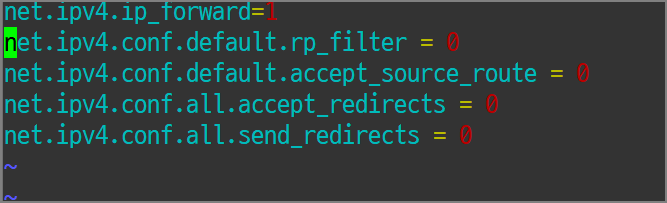 net.ipv4.ip_forward=1
net.ipv4.conf.default.rp_filter = 0
net.ipv4.conf.default.accept_source_route = 0
net.ipv4.conf.all.accept_redirects = 0
net.ipv4.conf.all.send_redirects = 0
~
~